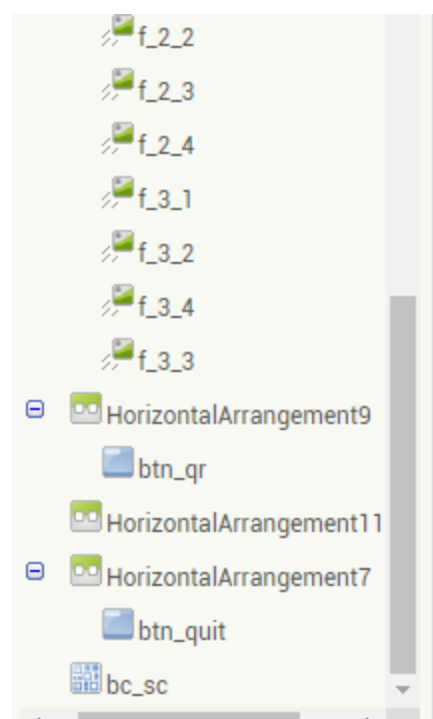 f_2_2
f_2_3
f_2_4
f_3_1
f_3_2
f_3_4
f_3_3
HorizontalArrangement9
btn_qr
HorizontalArrangement11
HorizontalArrangement7
btn_quit
bc_sc